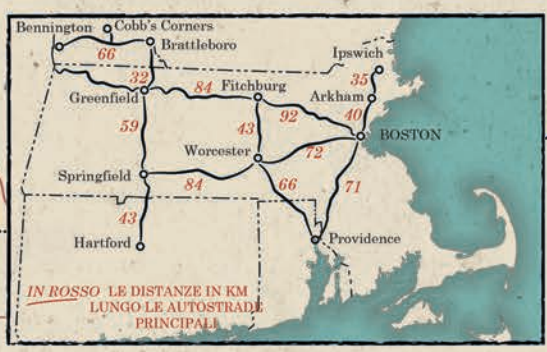 Bennington
Cobb's Corners
66
Brattleboro
Ipswich
35
32
Greenfield
84
Fitchburg
Arkham
92
40
59
43
BOSTON
Worcester
72
Springfield
84
66
71
43
Hartford
Providence
IN ROSSO LE DISTANZE IN KM
LUNGO LE AUTOSTRADE
PRINCIPALI